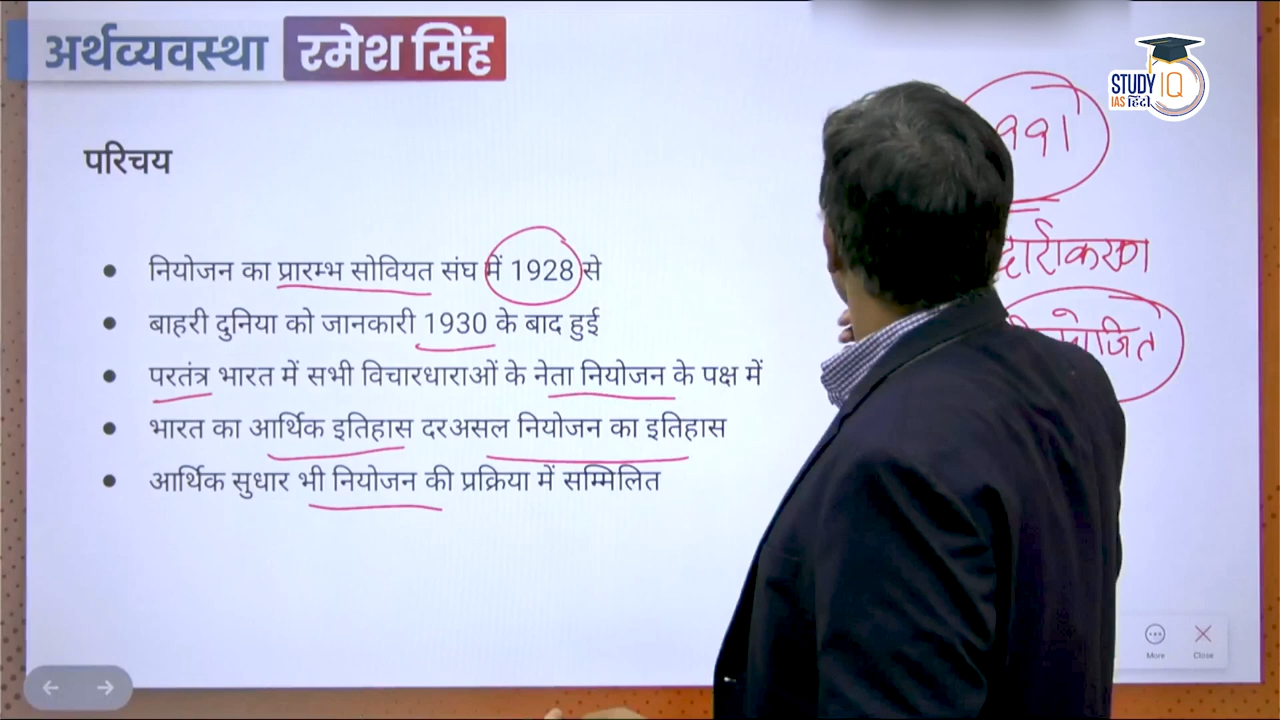 अर्थव्यवस्था रमेश सिंह
STUDY IQ
IAS हिंदी
परिचय
नियोजन का प्रारम्भ सोवियत संघ में 1928 से
बाहरी दुनिया को जानकारी 1930 के बाद हुई
परतंत्र भारत में सभी विचारधाराओं के नेता नियोजन के पक्ष में
भारत का आर्थिक इतिहास दरअसल नियोजन का इतिहास
आर्थिक सुधार भी नियोजन की प्रक्रिया में सम्मिलित
More Close